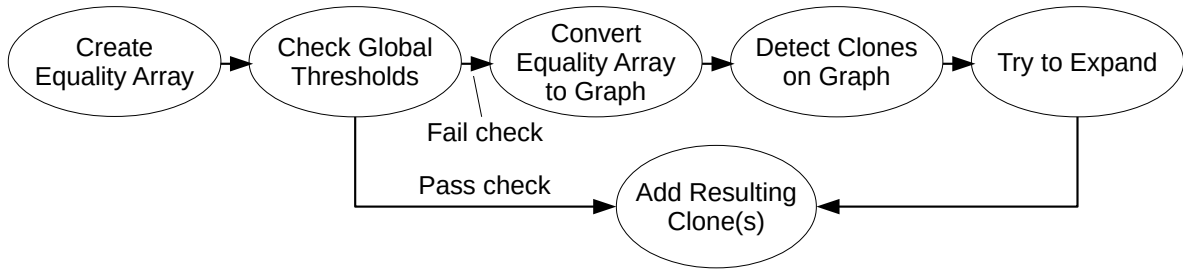 Create
Equality Array
Check Global
Thresholds
Convert
Equality Array
to Graph
Detect Clones
on Graph
Try to Expand
Fail check
Pass check
Add Resulting
Clone(s)